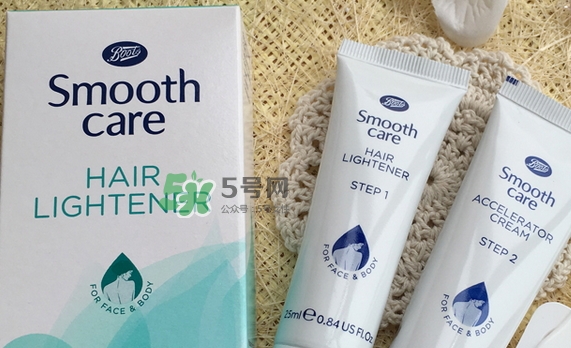 Boots
Smooth
care
HAIR
LIGHTENER
FOR FACE & BODY
5号网
Boots
Smooth
care
HAIR
LIGHTENER
STEP 1
FOR FACE & BODY
25ml e 0.84 US Fl.Oz
Boots
Smooth
care
ACCELERATOR
CREAM
STEP 2
FOR FACE & BODY